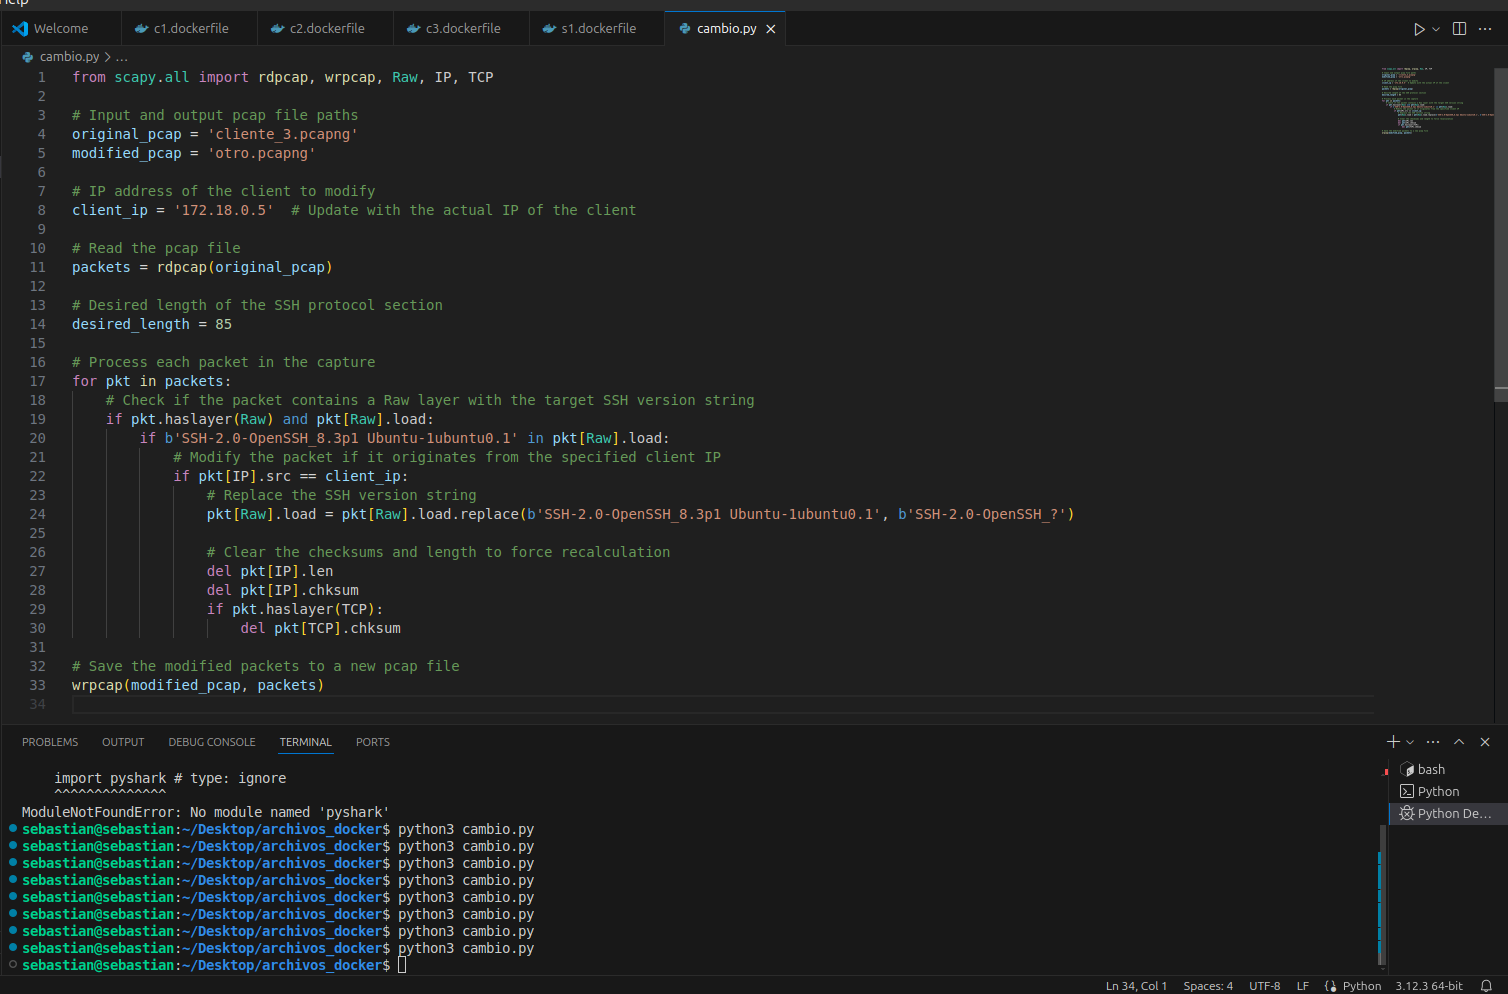 Help
Welcome
c1.dockerfile
c2.dockerfile
c3.dockerfile
s1.dockerfile
cambio.py
cambio.py > ...
1 from scapy.all import rdpcap, wrpcap, Raw, IP, TCP
2
3 # Input and output pcap file paths
4 original_pcap = 'cliente_3.pcapng'
5 modified_pcap = 'otro.pcapng'
6
7 # IP address of the client to modify
8 client_ip = '172.18.0.5'  # Update with the actual IP of the client
9
10 # Read the pcap file
11 packets = rdpcap(original_pcap)
12
13 # Desired length of the SSH protocol section
14 desired_length = 85
15
16 # Process each packet in the capture
17 for pkt in packets:
18     # Check if the packet contains a Raw layer with the target SSH version string
19     if pkt.haslayer(Raw) and pkt[Raw].load:
20         if b'SSH-2.0-OpenSSH_8.3p1 Ubuntu-1ubuntu0.1' in pkt[Raw].load:
21             # Modify the packet if it originates from the specified client IP
22             if pkt[IP].src == client_ip:
23                 # Replace the SSH version string
24                 pkt[Raw].load = pkt[Raw].load.replace(b'SSH-2.0-OpenSSH_8.3p1 Ubuntu-1ubuntu0.1', b'SSH-2.0-OpenSSH_?')
25
26                 # Clear the checksums and length to force recalculation
27                 del pkt[IP].len
28                 del pkt[IP].chksum
29                 if pkt.haslayer(TCP):
30                     del pkt[TCP].chksum
31
32 # Save the modified packets to a new pcap file
33 wrpcap(modified_pcap, packets)
34
PROBLEMS
OUTPUT
DEBUG CONSOLE
TERMINAL
PORTS
import pyshark # type: ignore
^^^^^^^^^^^^^^
ModuleNotFoundError: No module named 'pyshark'
sebastian@sebastian:~/Desktop/archivos_docker$ python3 cambio.py
sebastian@sebastian:~/Desktop/archivos_docker$ python3 cambio.py
sebastian@sebastian:~/Desktop/archivos_docker$ python3 cambio.py
sebastian@sebastian:~/Desktop/archivos_docker$ python3 cambio.py
sebastian@sebastian:~/Desktop/archivos_docker$ python3 cambio.py
sebastian@sebastian:~/Desktop/archivos_docker$ python3 cambio.py
sebastian@sebastian:~/Desktop/archivos_docker$ python3 cambio.py
sebastian@sebastian:~/Desktop/archivos_docker$ python3 cambio.py
sebastian@sebastian:~/Desktop/archivos_docker$
bash
Python
Python De...
Ln 34, Col 1
Spaces: 4
UTF-8
LF
Python
3.12.3 64-bit